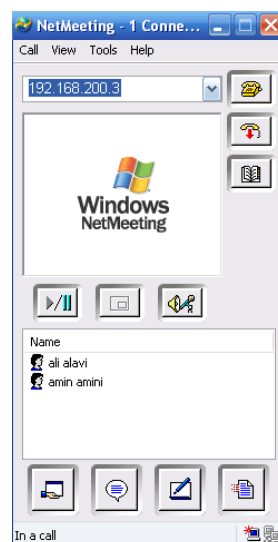 NetMeeting - 1 Conne...
Call View Tools Help
192.168.200.3
Windows
NetMeeting
Name
ali alavi
amin amini
In a call